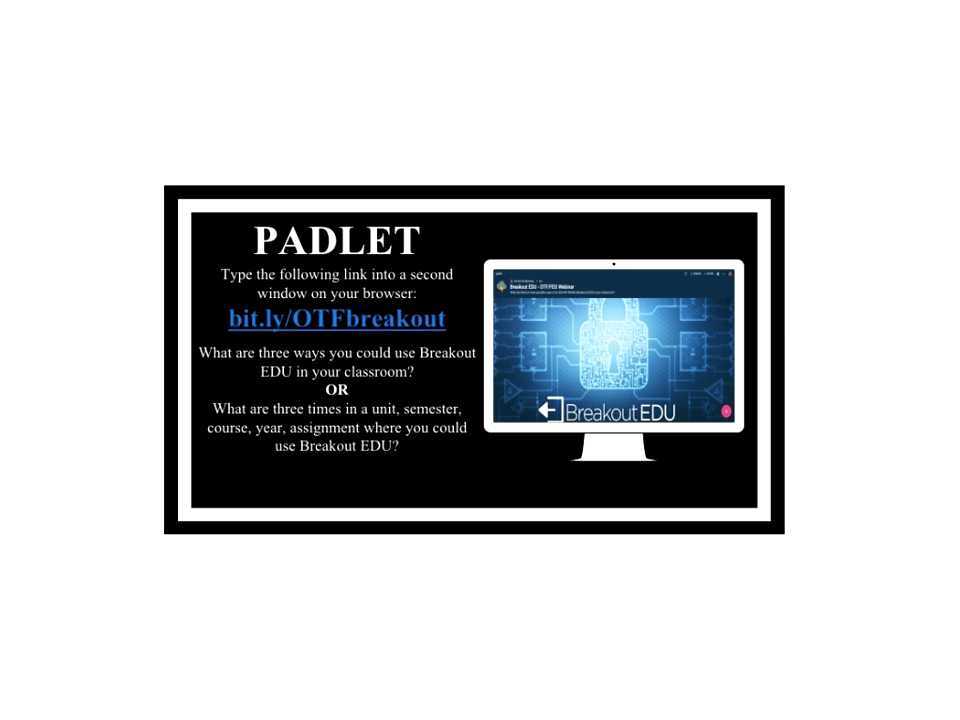 PADLET
Type the following link into a second
window on your browser:
bit.ly/OTFbreakout
What are three ways you could use Breakout
EDU in your classroom?
OR
What are three times in a unit, semester,
course, year, assignment where you could
use Breakout EDU?
Breakout EDU - OTF/FEO Webinar
BreakoutEDU